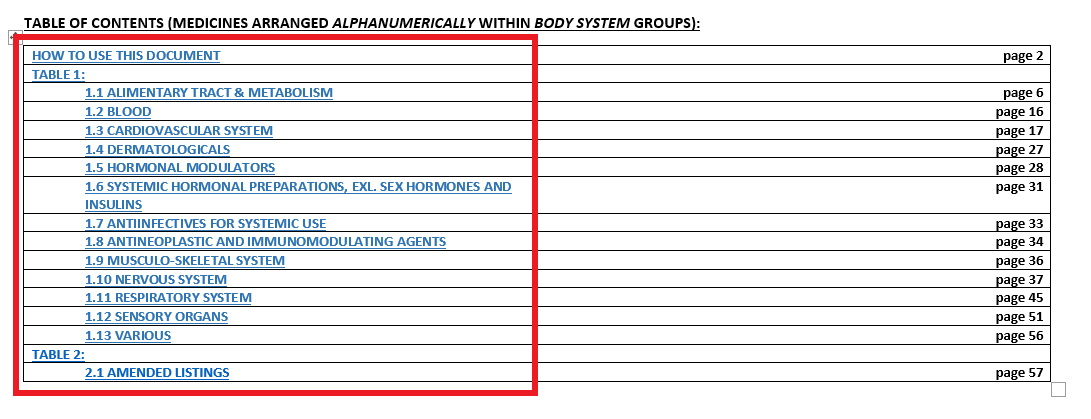 TABLE OF CONTENTS (MEDICINES ARRANGED ALPHANUMERICALLY WITHIN BODY SYSTEM GROUPS):
HOW TO USE THIS DOCUMENT page 2
TABLE 1:
1.1 ALIMENTARY TRACT & METABOLISM page 6
1.2 BLOOD page 16
1.3 CARDIOVASCULAR SYSTEM page 17
1.4 DERMATOLOGICALS page 27
1.5 HORMONAL MODULATORS page 28
1.6 SYSTEMIC HORMONAL PREPARATIONS, EXL. SEX HORMONES AND page 31
INSULINS
1.7 ANTIINFECTIVES FOR SYSTEMIC USE page 33
1.8 ANTINEOPLASTIC AND IMMUNOMODULATING AGENTS page 34
1.9 MUSCULO-SKELETAL SYSTEM page 36
1.10 NERVOUS SYSTEM page 37
1.11 RESPIRATORY SYSTEM page 45
1.12 SENSORY ORGANS page 51
1.13 VARIOUS page 56
TABLE 2:
2.1 AMENDED LISTINGS page 57